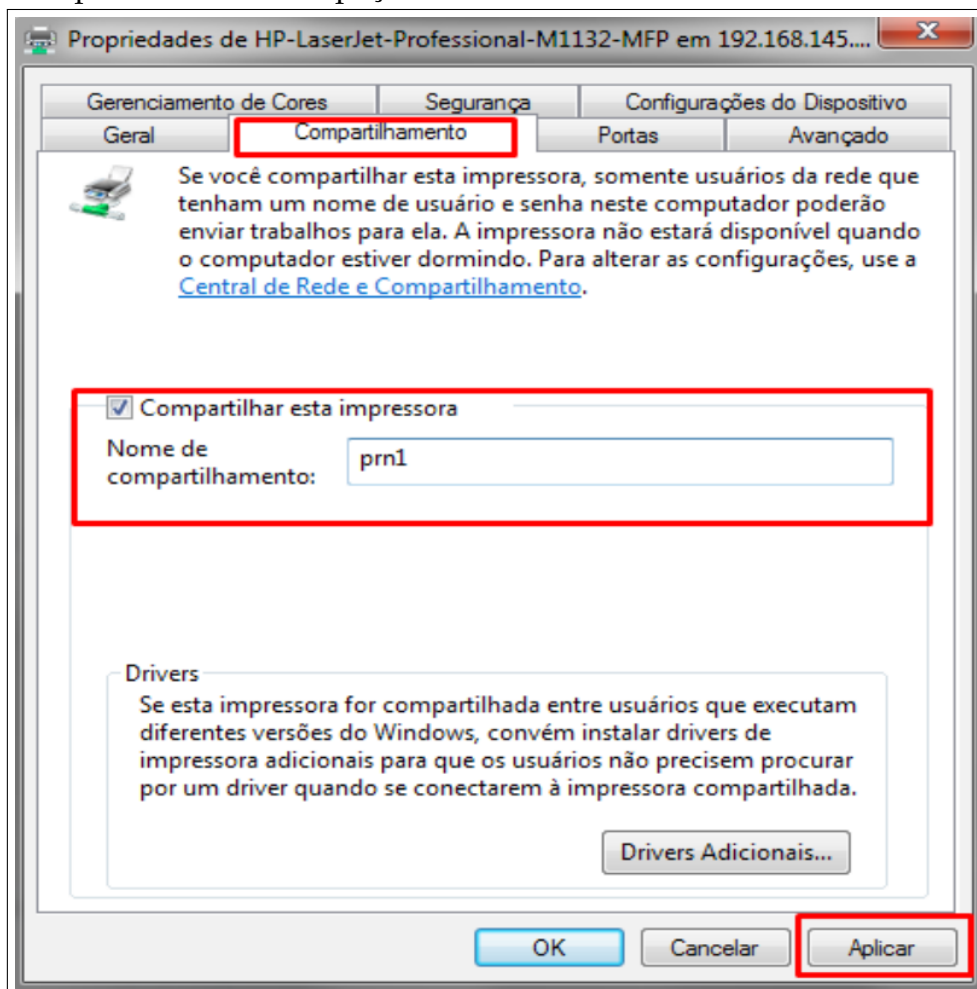 Propriedades de HP-LaserJet-Professional-M1132-MFP em 192.168.145....
Gerenciamento de Cores
Segurança
Configurações do Dispositivo
Geral
Compartilhamento
Portas
Avançado
Se você compartilhar esta impressora, somente usuários da rede que
tenham um nome de usuário e senha neste computador poderão
enviar trabalhos para ela. A impressora não estará disponível quando
o computador estiver dormindo. Para alterar as configurações, use a
Central de Rede e Compartilhamento.
Compartilhar esta impressora
Nome de
compartilhamento:
prn1
Drivers
Se esta impressora for compartilhada entre usuários que executam
diferentes versões do Windows, convém instalar drivers de
impressora adicionais para que os usuários não precisem procurar
por um driver quando se conectarem à impressora compartilhada.
Drivers Adicionais...
OK
Cancelar
Aplicar